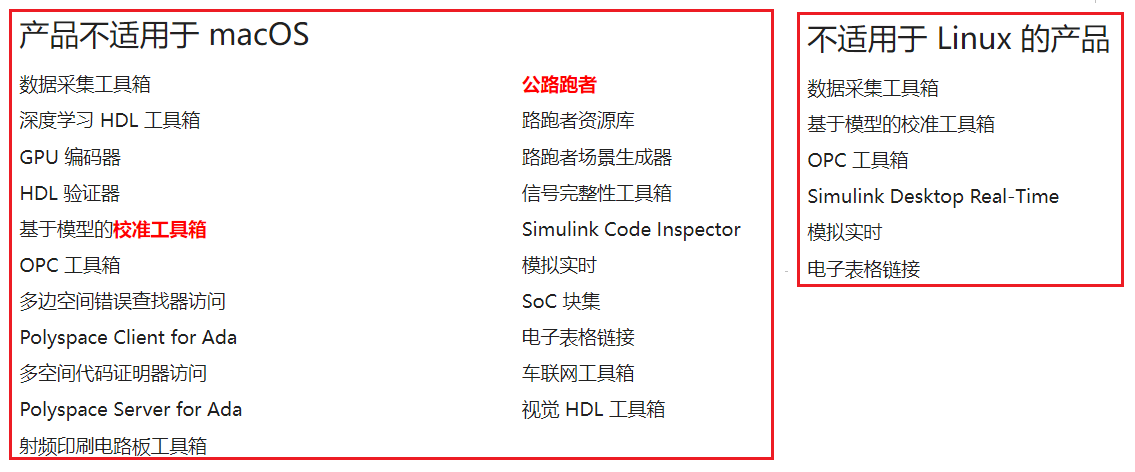 产品不适用于 macOS
数据采集工具箱
深度学习 HDL 工具箱
GPU 编码器
HDL 验证器
基于模型的校准工具箱
OPC 工具箱
多边空间错误查找器访问
Polyspace Client for Ada
多空间代码证明器访问
Polyspace Server for Ada
射频印刷电路板工具箱
公路跑者
路跑者资源库
路跑者场景生成器
信号完整性工具箱
Simulink Code Inspector
模拟实时
SoC 块集
电子表格链接
车联网工具箱
视觉 HDL 工具箱
不适用于 Linux 的产品
数据采集工具箱
基于模型的校准工具箱
OPC 工具箱
Simulink Desktop Real-Time
模拟实时
电子表格链接